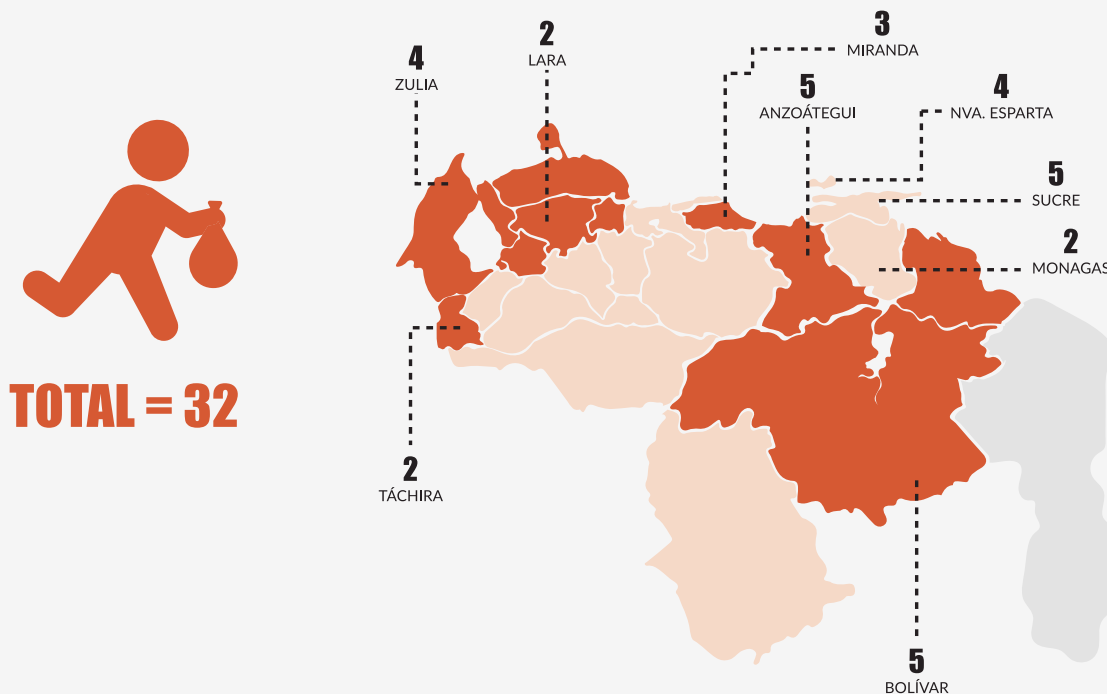 3
MIRANDA
2
LARA
4
ZULIA
5
ANZOÁTEGUI
4
NVA. ESPARTA
5
SUCRE
2
MONAGAS
TOTAL = 32
2
TÁCHIRA
5
BOLÍVAR